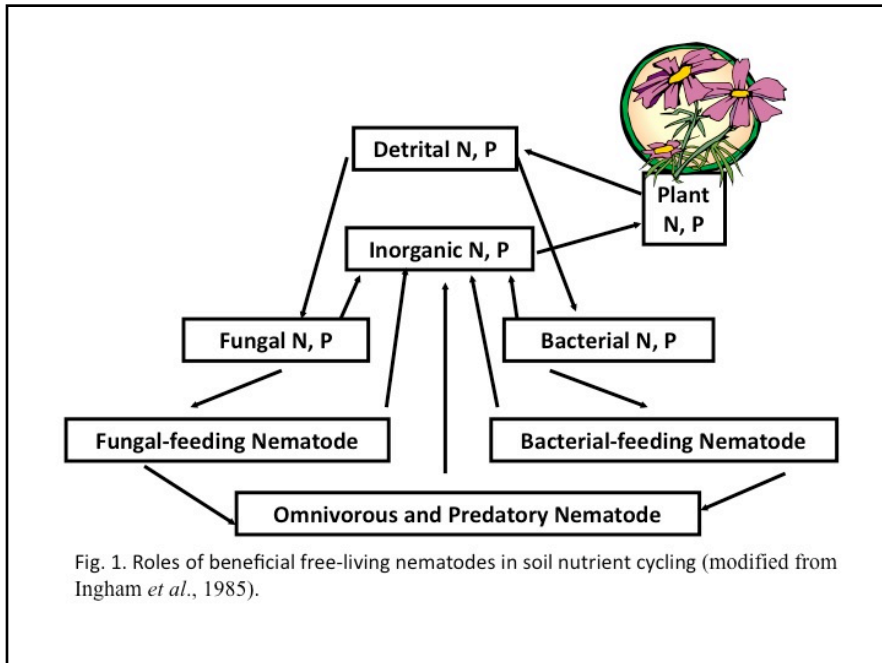 Detrital N, P
Plant
N, P
Inorganic N, P
Fungal N, P
Bacterial N, P
Fungal-feeding Nematode
Bacterial-feeding Nematode
Omnivorous and Predatory Nematode
Fig. 1. Roles of beneficial free-living nematodes in soil nutrient cycling (modified from
Ingham et al., 1985).